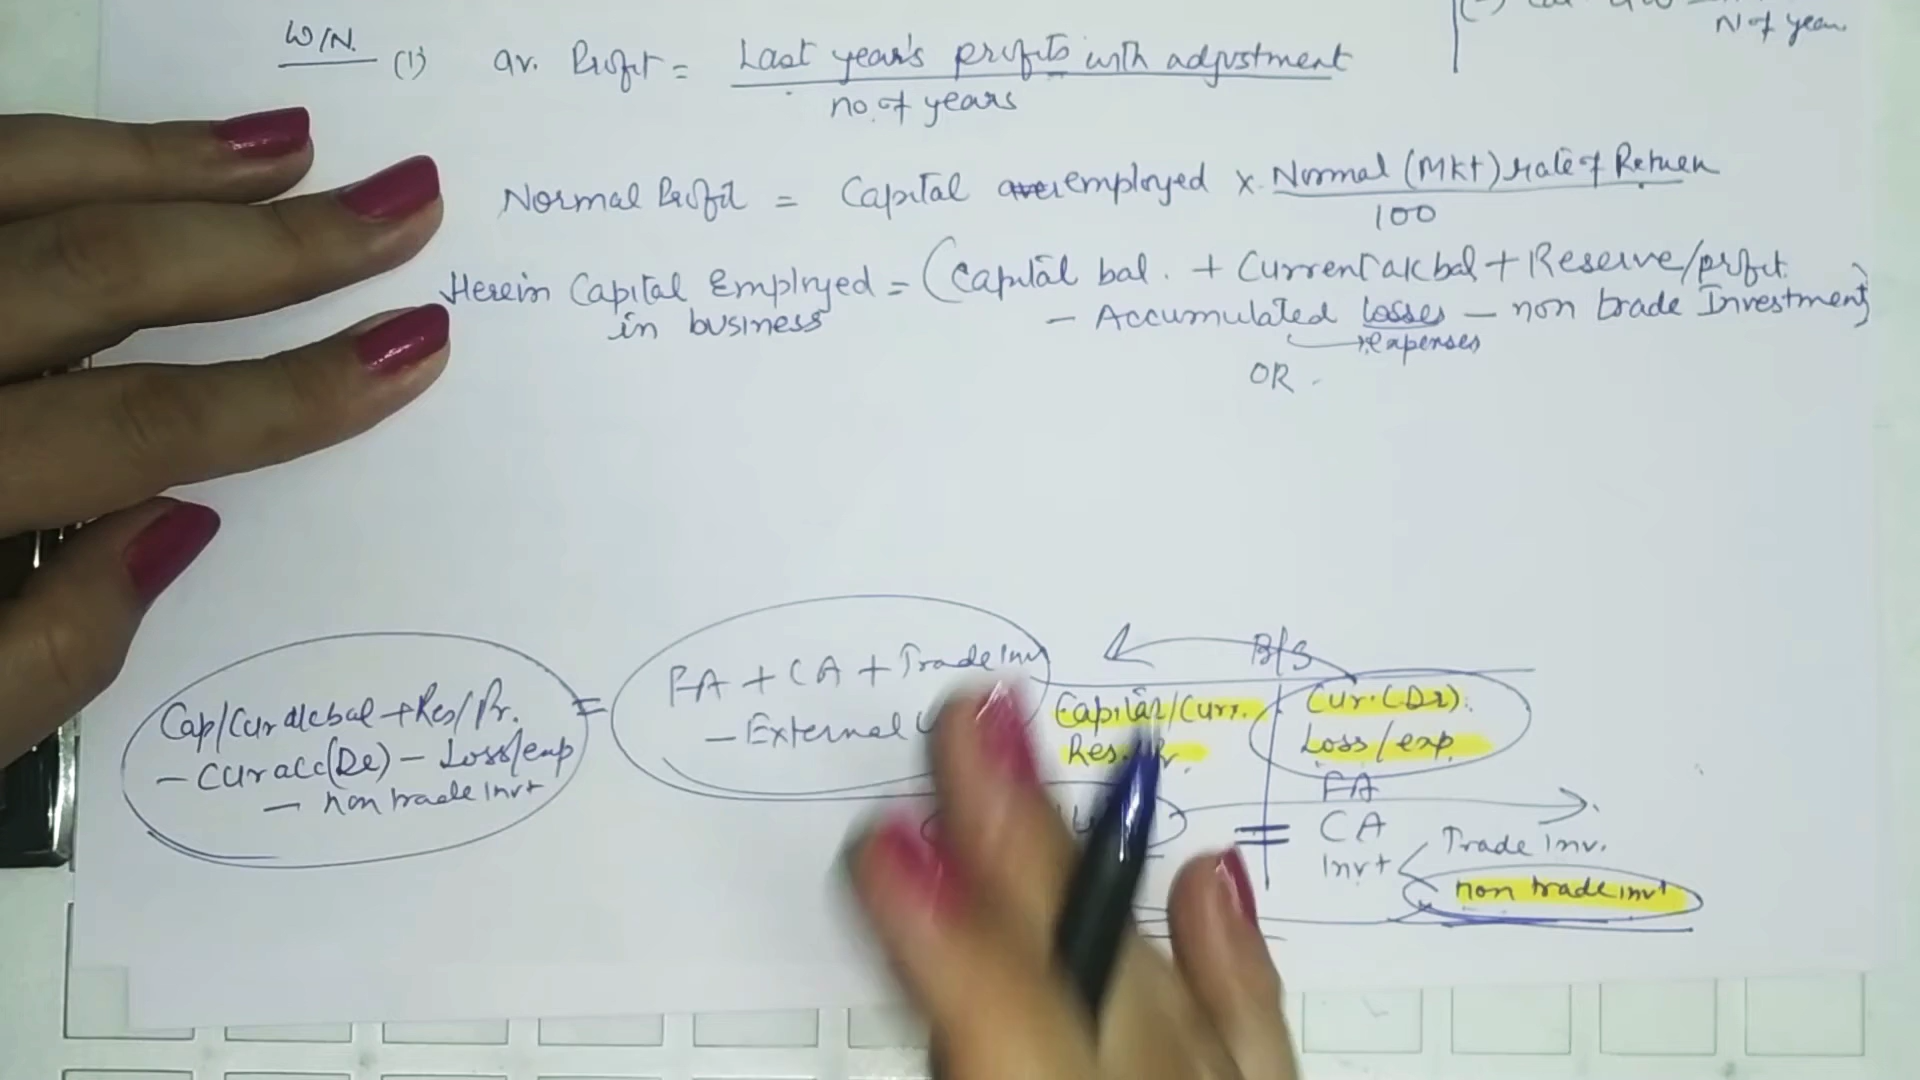 N of year
W/N.
(1) av. Profit = Last year's profits with adjustment
no. of years
Normal Profit = Capital employed x Normal (Mkt) rate of Return
100
Herein Capital Employed = (Capital bal. + Current a/c bal + Reserve/profit
in business - Accumulated losses - non trade Investment)
expenses
OR
B/S
Cap/Cur a/c bal + Res/Pr.
- Cur acc(Dr) - Loss/exp
- non trade Invt
= FA + CA + Trade Inv
- External
Capital/Curr.
Res.
Cur. (Dr).
Loss/exp
FA
CA
Invt
Trade Inv.
non trade invt